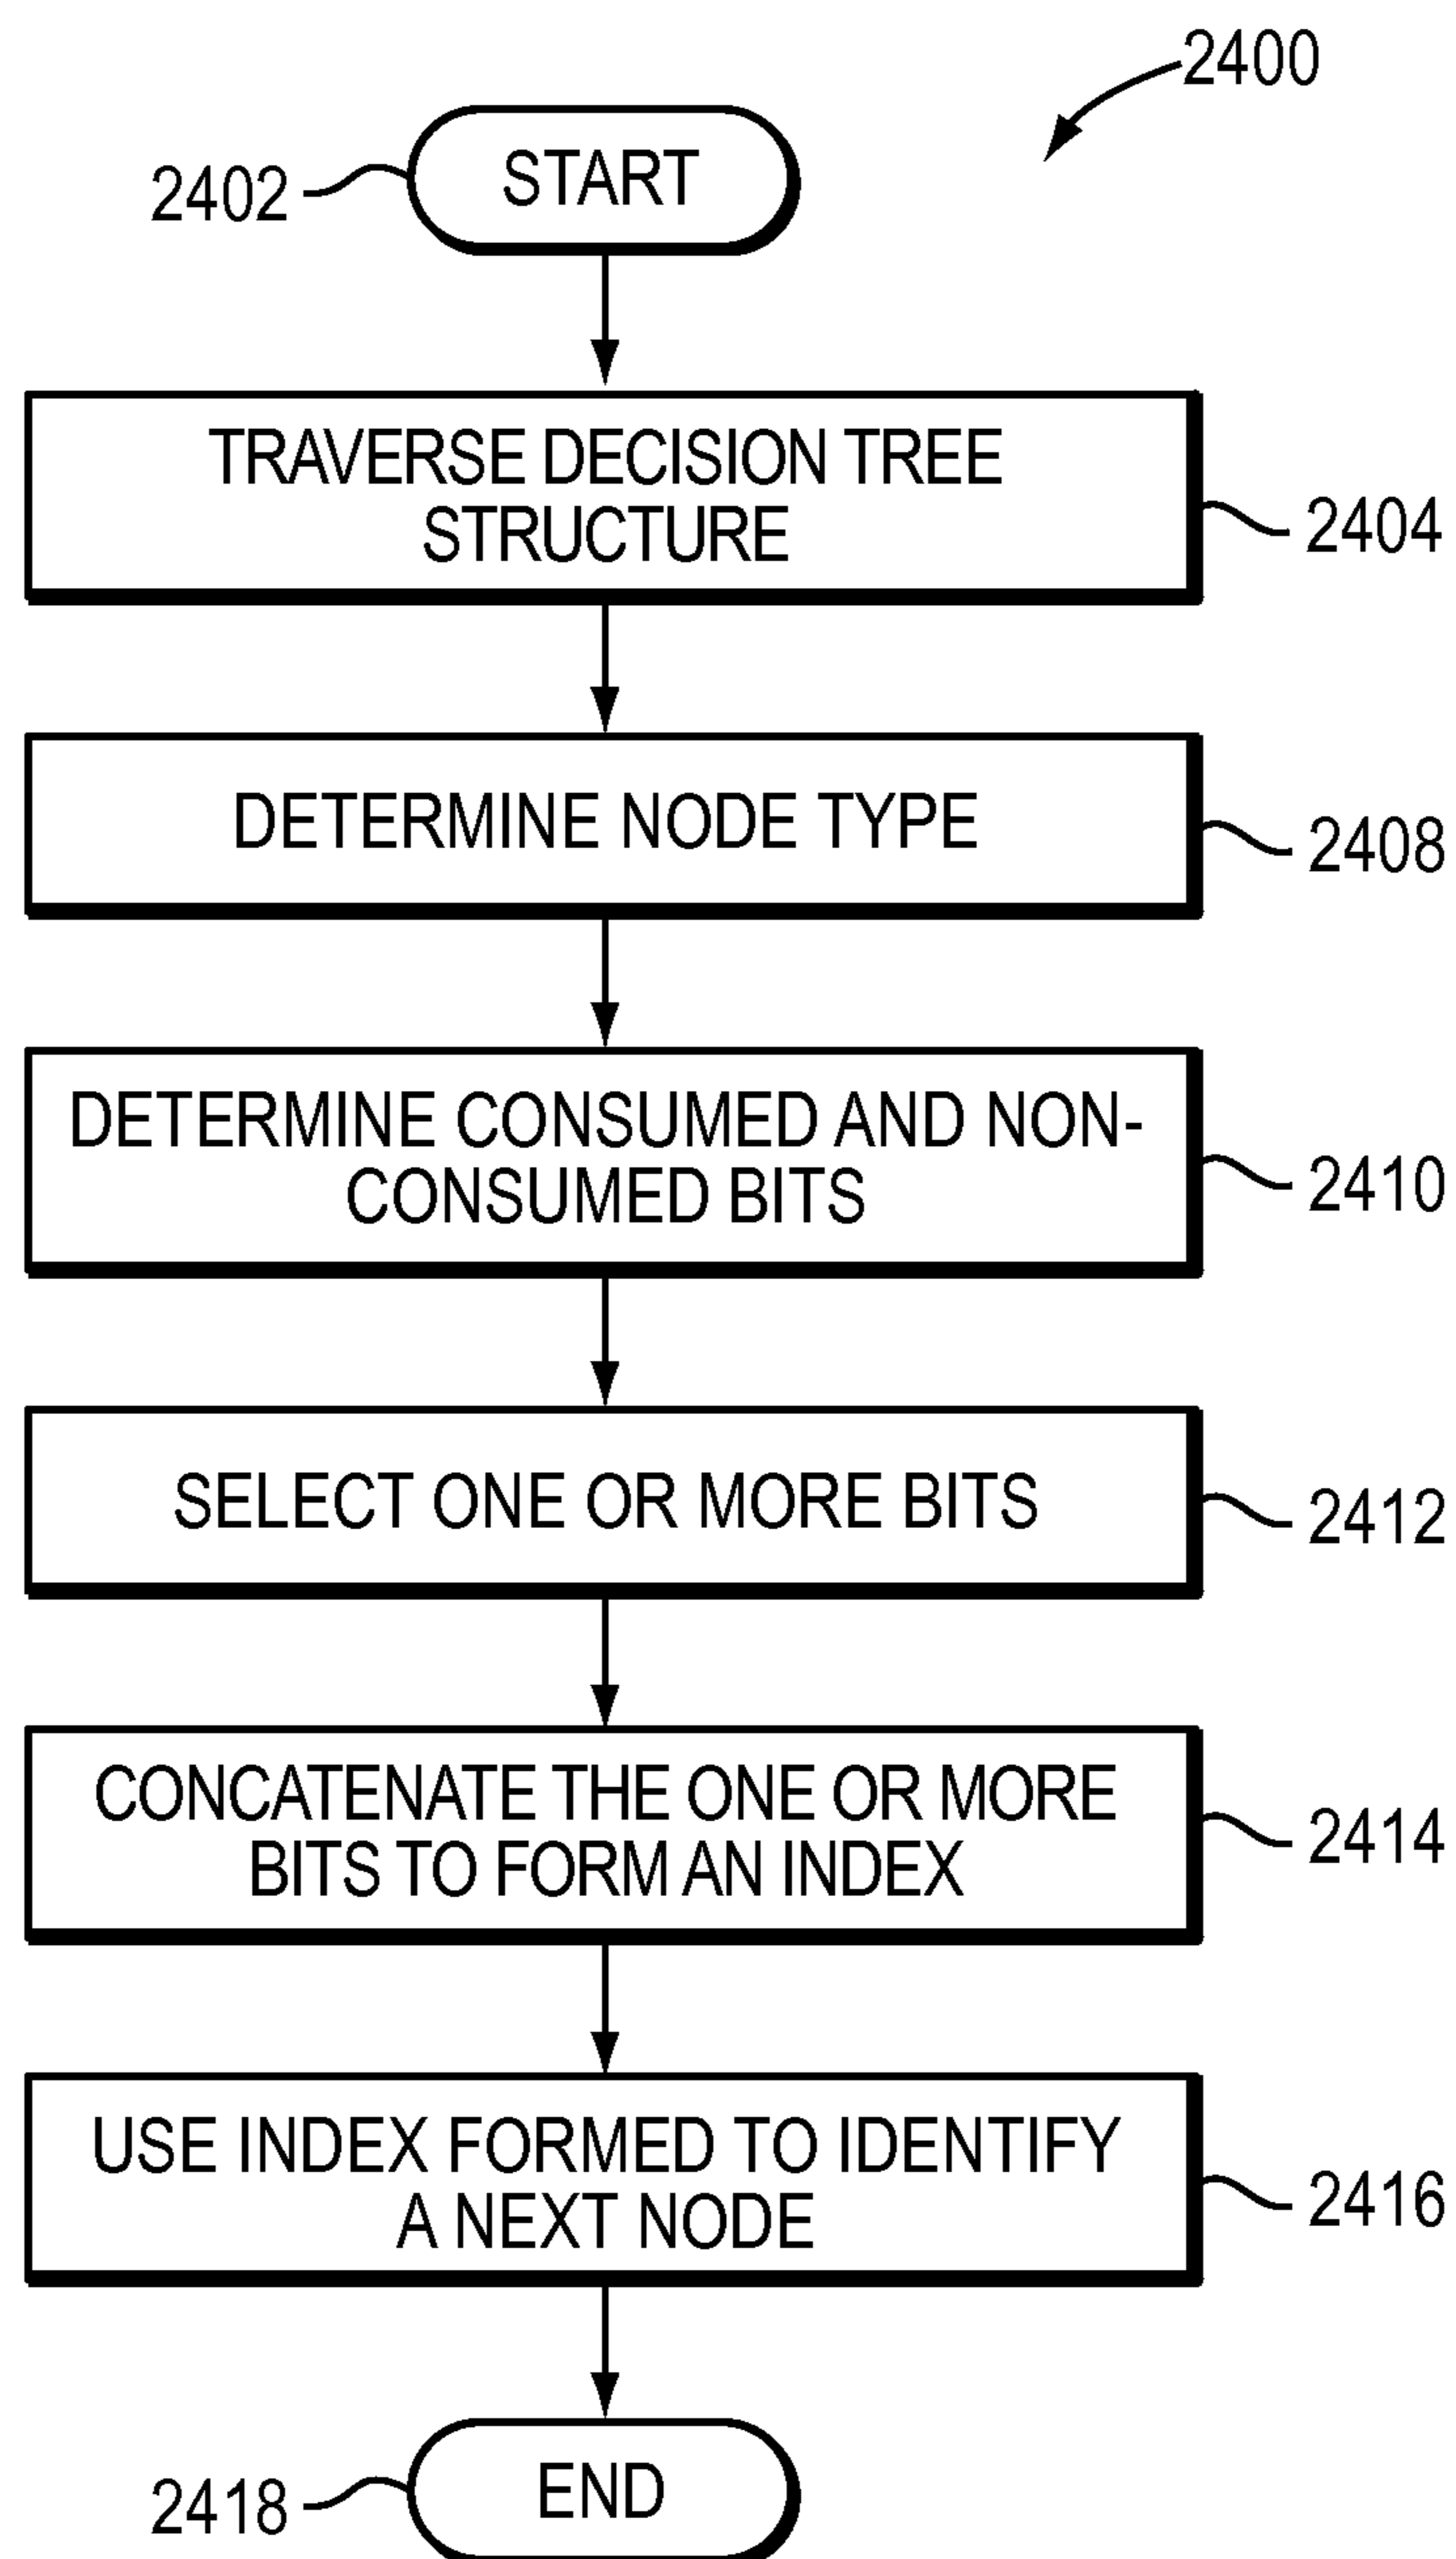 2400
START
2402
TRAVERSE DECISION TREE
STRUCTURE
2404
DETERMINE NODE TYPE
2408
DETERMINE CONSUMED AND NON-
CONSUMED BITS
2410
SELECT ONE OR MORE BITS
2412
CONCATENATE THE ONE OR MORE
BITS TO FORM AN INDEX
2414
USE INDEX FORMED TO IDENTIFY
A NEXT NODE
2416
END
2418